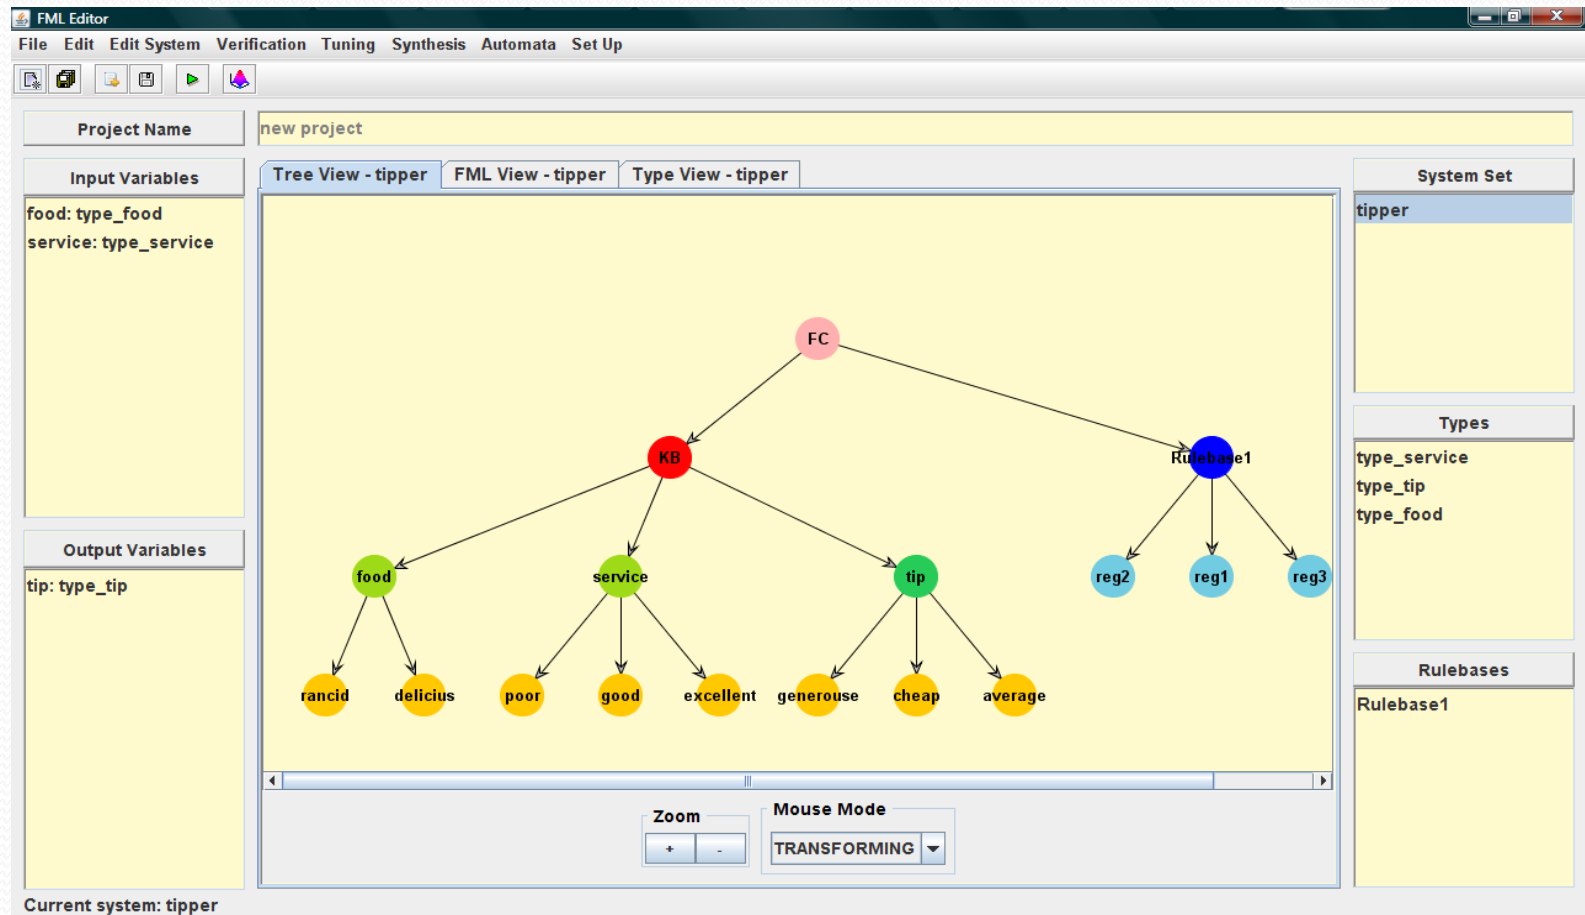 FML Editor
File Edit Edit System Verification Tuning Synthesis Automata Set Up
Project Name
new project
Input Variables
food: type_food
service: type_service
Output Variables
tip: type_tip
Tree View - tipper FML View - tipper Type View - tipper
FC
KB Rulebase1
food service tip reg2 reg1 reg3
rancid delicius poor good excellent generouse cheap average
Zoom
+ -
Mouse Mode
TRANSFORMING
System Set
tipper
Types
type_service
type_tip
type_food
Rulebases
Rulebase1
Current system: tipper